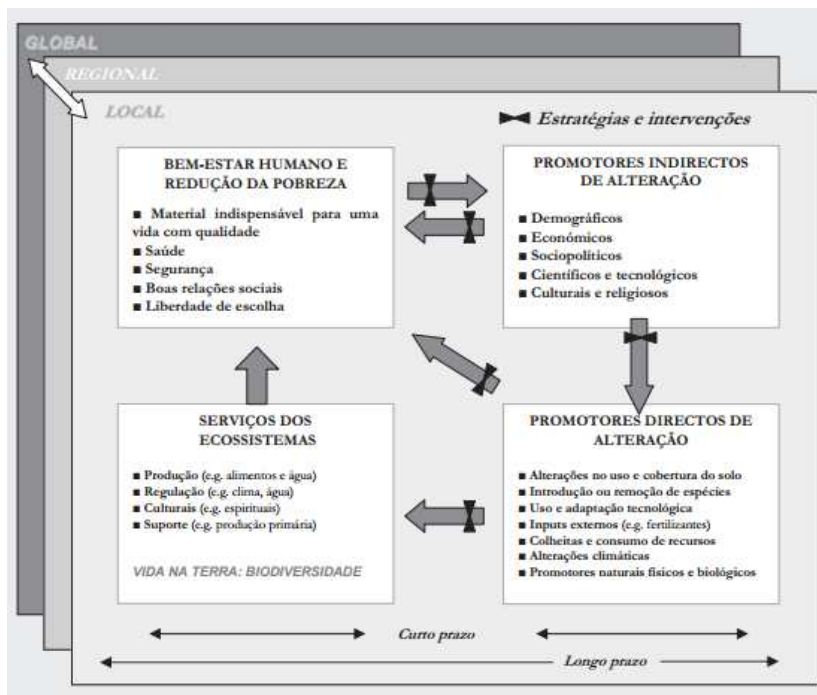 GLOBAL
REGIONAL
LOCAL
Estratégias e intervenções
BEM-ESTAR HUMANO E
REDUÇÃO DA POBREZA
■ Material indispensável para uma
vida com qualidade
■ Saúde
■ Segurança
■ Boas relações sociais
■ Liberdade de escolha
PROMOTORES INDIRECTOS
DE ALTERAÇÃO
■ Demográficos
■ Económicos
■ Sociopolíticos
■ Científicos e tecnológicos
■ Culturais e religiosos
SERVIÇOS DOS
ECOSSISTEMAS
■ Produção (e.g. alimentos e água)
■ Regulação (e.g. clima, água)
■ Culturais (e.g. espirituais)
■ Suporte (e.g. produção primária)
VIDA NA TERRA: BIODIVERSIDADE
PROMOTORES DIRECTOS DE
ALTERAÇÃO
■ Alterações no uso e cobertura do solo
■ Introdução ou remoção de espécies
■ Uso e adaptação tecnológica
■ Inputs externos (e.g. fertilizantes)
■ Colheitas e consumo de recursos
■ Alterações climáticas
■ Promotores naturais físicos e biológicos
Curto prazo
Longo prazo